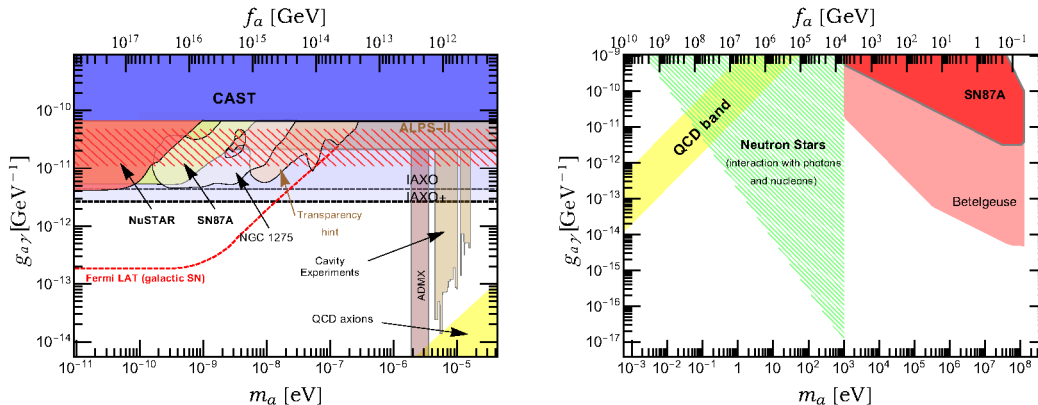 f_a [GeV]
10^17 10^16 10^15 10^14 10^13 10^12
CAST
ALPS-II
IAXO
IAXO+
NuSTAR
SN87A
NGC 1275
Transparency
hint
Cavity
Experiments
Fermi LAT (galactic SN)
ADMX
QCD axions
10^-10
10^-11
10^-12
10^-13
10^-14
g_aγ [GeV^-1]
10^-11 10^-10 10^-9 10^-8 10^-7 10^-6 10^-5
m_a [eV]
f_a [GeV]
10^10 10^9 10^8 10^7 10^6 10^5 10^4 10^3 10^2 10^1 10^-1
QCD band
Neutron Stars
(interaction with photons
and nucleons)
SN87A
Betelgeuse
10^-9
10^-10
10^-11
10^-12
10^-13
10^-14
10^-15
10^-16
10^-17
g_aγ [GeV^-1]
10^-3 10^-2 10^-1 1 10^1 10^2 10^3 10^4 10^5 10^6 10^7 10^8
m_a [eV]